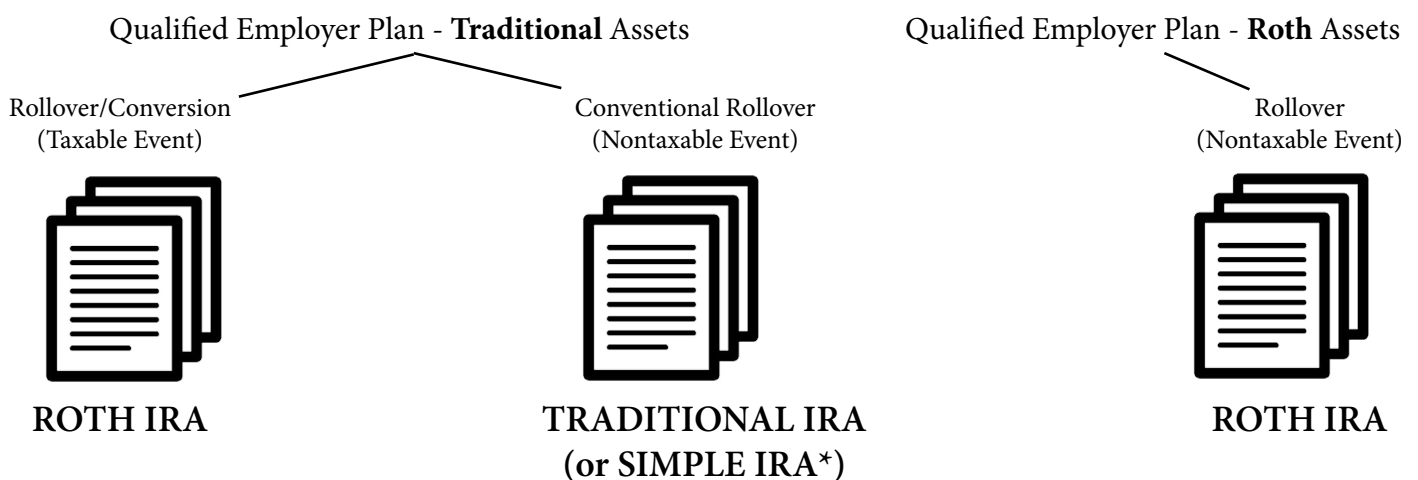 Qualified Employer Plan - Traditional Assets
Qualified Employer Plan - Roth Assets
Rollover/Conversion
(Taxable Event)
Conventional Rollover
(Nontaxable Event)
Rollover
(Nontaxable Event)
ROTH IRA
TRADITIONAL IRA
(or SIMPLE IRA*)
ROTH IRA